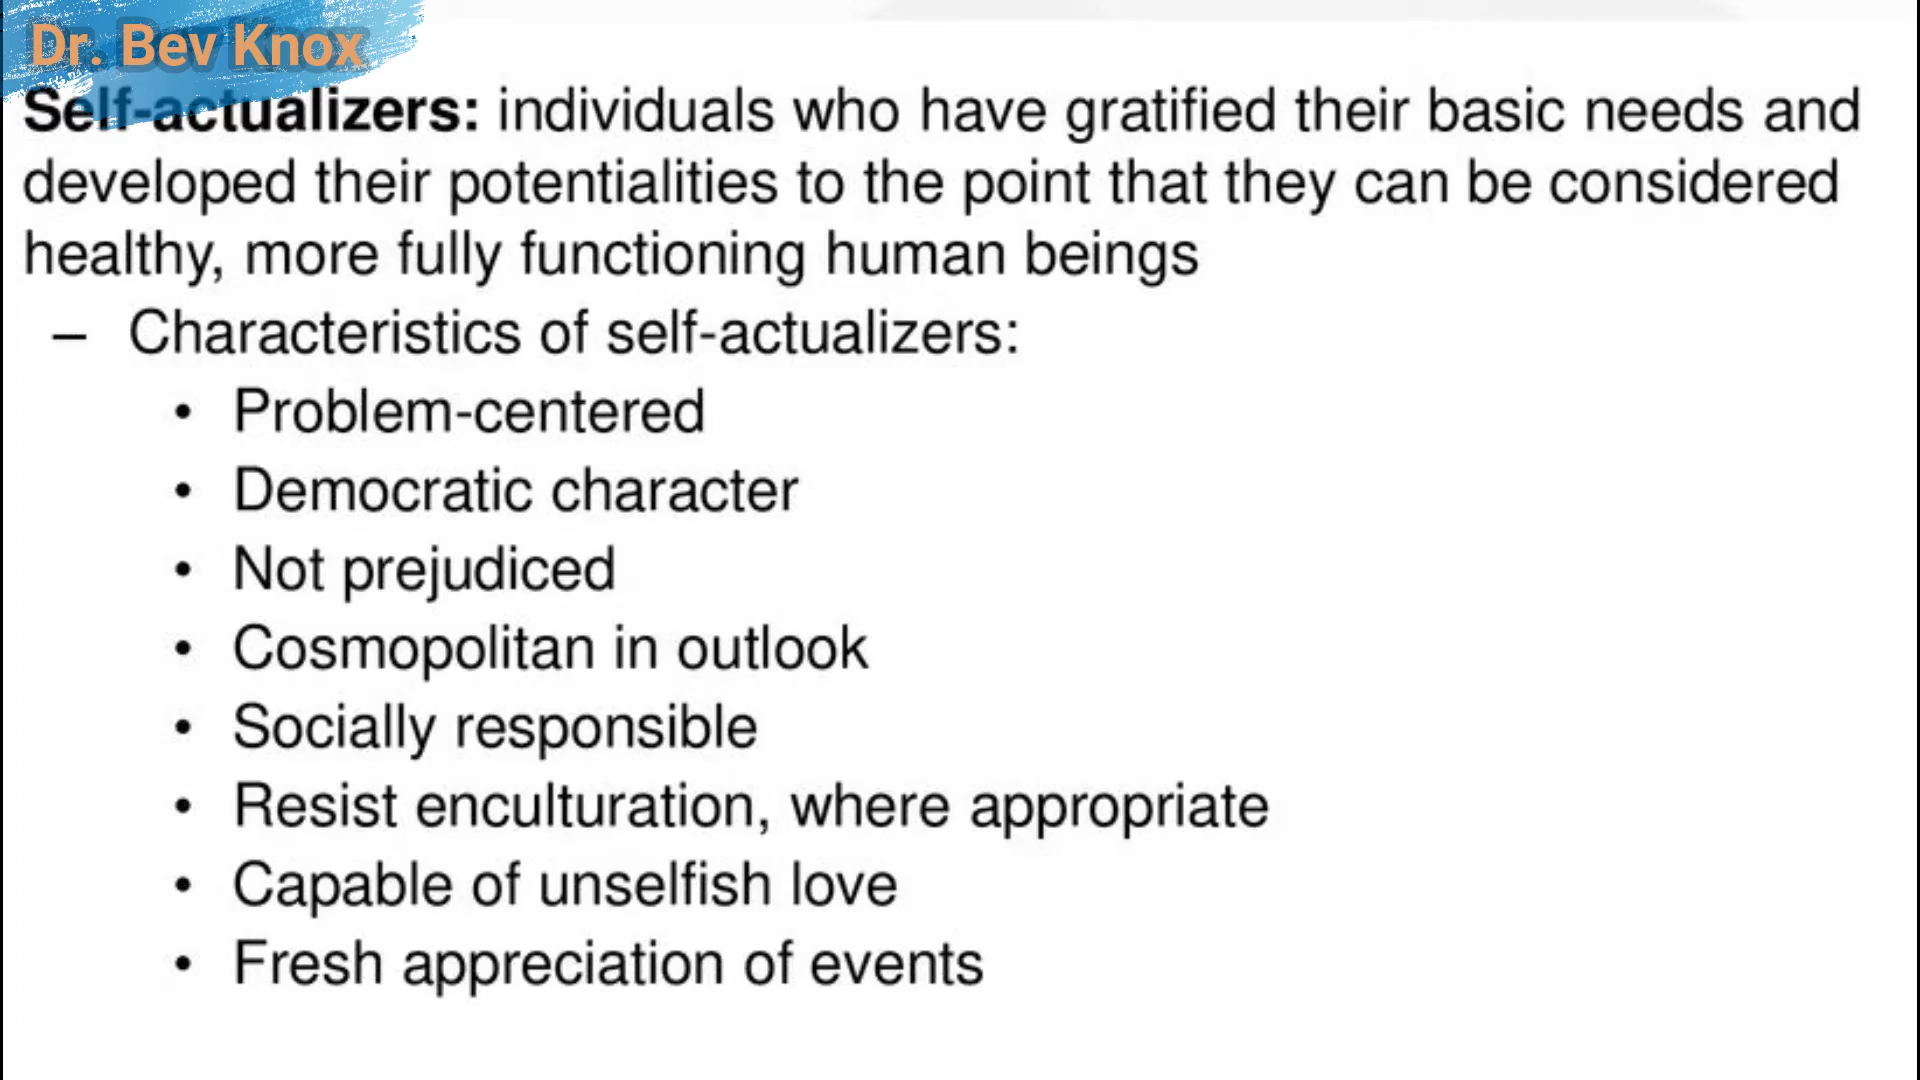 Dr. Bev Knox
Self-actualizers: individuals who have gratified their basic needs and
developed their potentialities to the point that they can be considered
healthy, more fully functioning human beings
– Characteristics of self-actualizers:
• Problem-centered
• Democratic character
• Not prejudiced
• Cosmopolitan in outlook
• Socially responsible
• Resist enculturation, where appropriate
• Capable of unselfish love
• Fresh appreciation of events